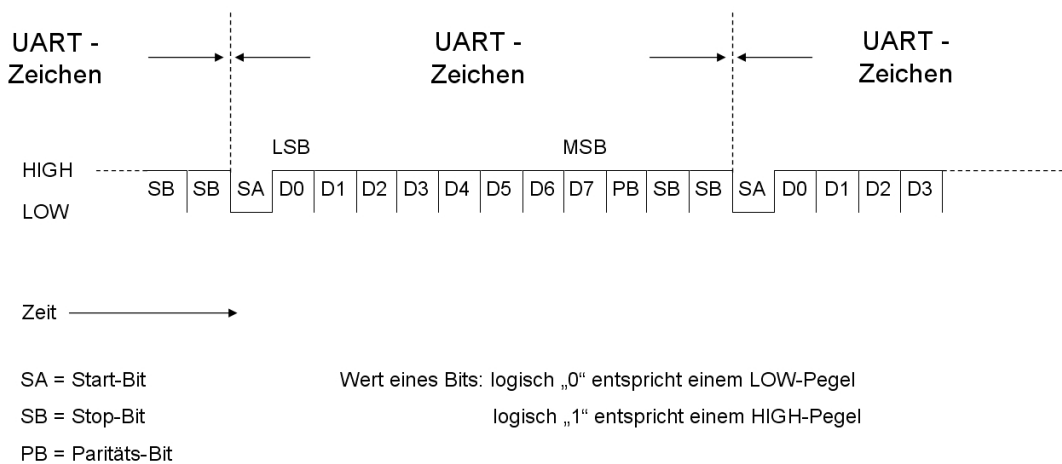 UART -
Zeichen
UART -
Zeichen
UART -
Zeichen
LSB MSB
HIGH
SB SB SA D0 D1 D2 D3 D4 D5 D6 D7 PB SB SB SA D0 D1 D2 D3
LOW
Zeit
SA = Start-Bit
Wert eines Bits: logisch „0“ entspricht einem LOW-Pegel
SB = Stop-Bit
logisch „1“ entspricht einem HIGH-Pegel
PB = Paritäts-Bit